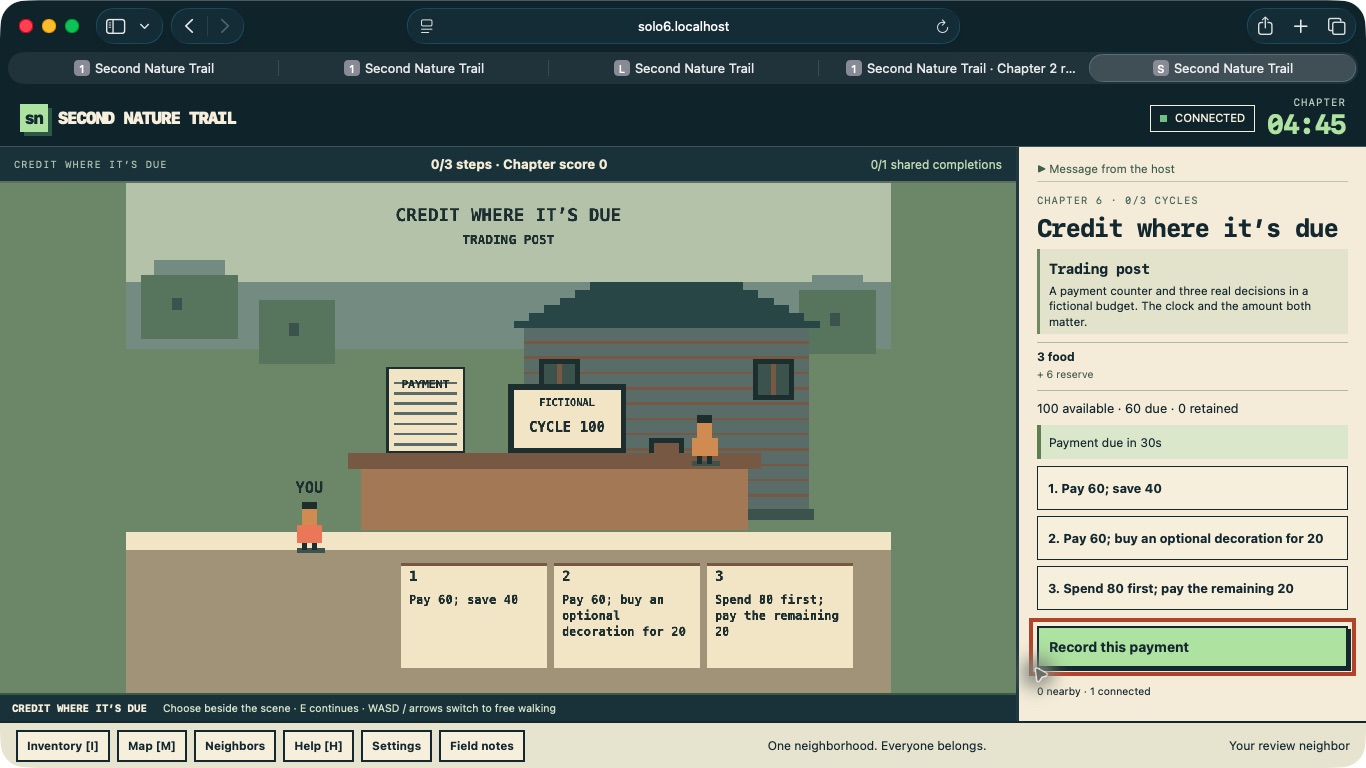 solo6.localhost
1 Second Nature Trail
1 Second Nature Trail
L Second Nature Trail
1 Second Nature Trail · Chapter 2 r...
S Second Nature Trail
sn SECOND NATURE TRAIL
CONNECTED
CHAPTER
04:45
CREDIT WHERE IT'S DUE
0/3 steps · Chapter score 0
0/1 shared completions
CREDIT WHERE IT'S DUE
TRADING POST
PAYMENT
FICTIONAL
CYCLE 100
YOU
1
Pay 60; save 40
2
Pay 60; buy an
optional
decoration for 20
3
Spend 80 first;
pay the remaining
20
CREDIT WHERE IT'S DUE Choose beside the scene · E continues · WASD / arrows switch to free walking
Message from the host
CHAPTER 6 · 0/3 CYCLES
Credit where it’s due
Trading post
A payment counter and three real decisions in a
fictional budget. The clock and the amount both
matter.
3 food
+ 6 reserve
100 available · 60 due · 0 retained
Payment due in 30s
1. Pay 60; save 40
2. Pay 60; buy an optional decoration for 20
3. Spend 80 first; pay the remaining 20
Record this payment
0 nearby · 1 connected
Inventory [I]
Map [M]
Neighbors
Help [H]
Settings
Field notes
One neighborhood. Everyone belongs.
Your review neighbor